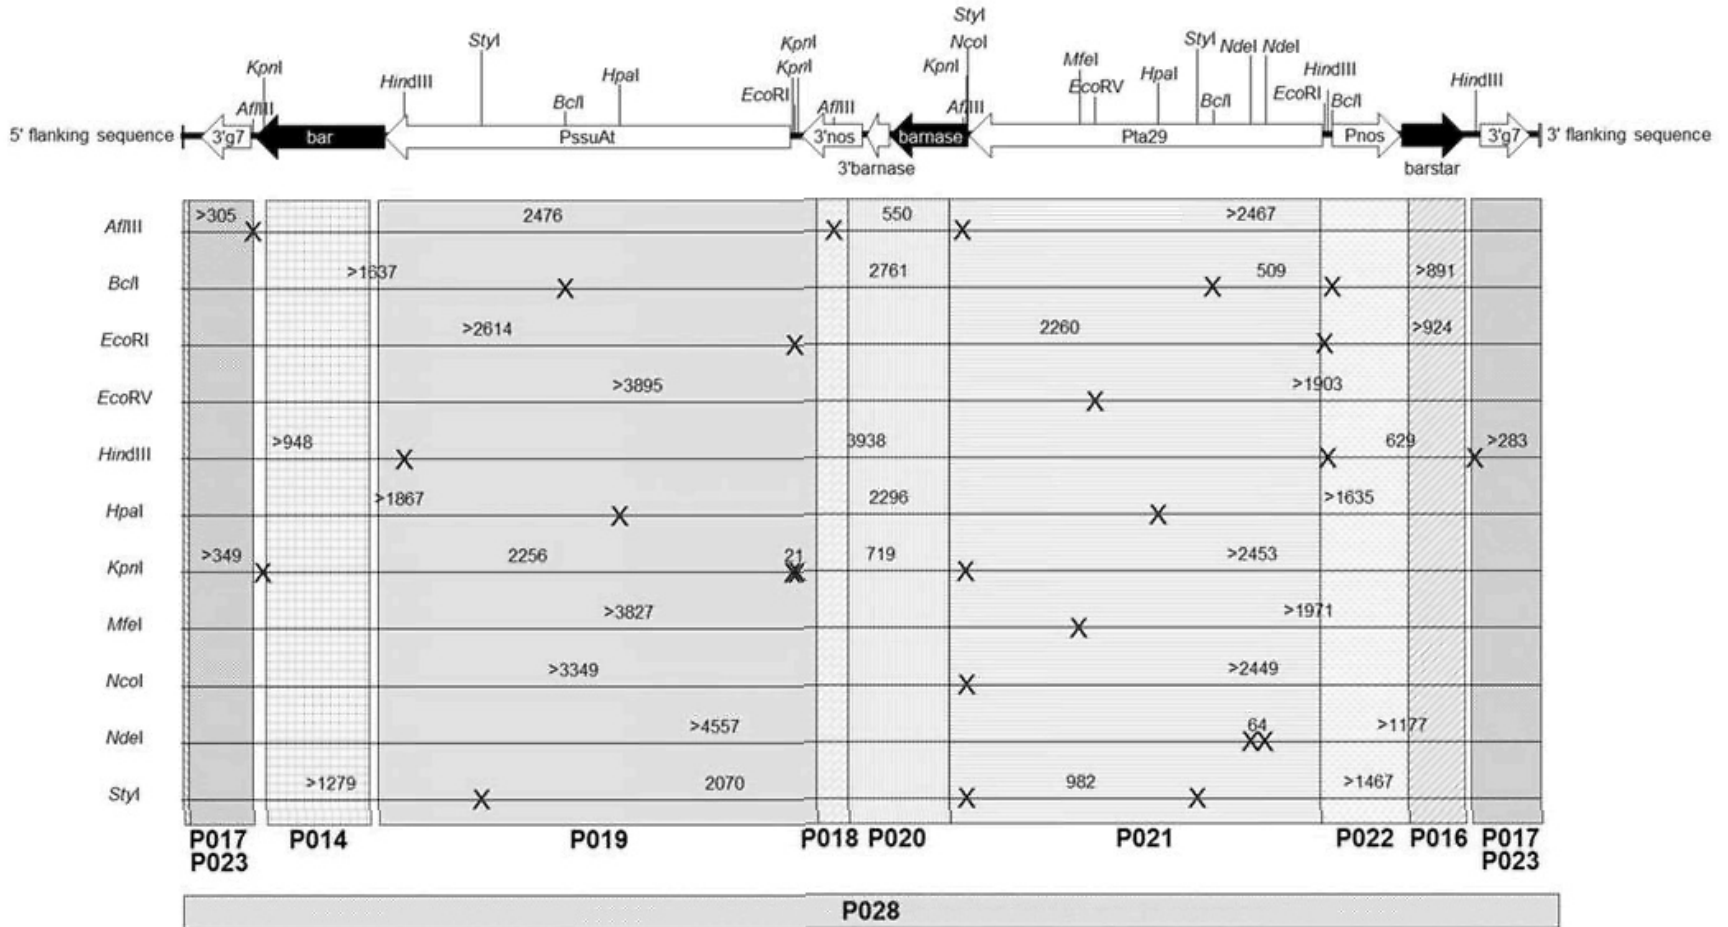 StyI
KpnI StyI NcoI StyI NdeI NdeI
KpnI HindIII HpaI KpnI KpnI MfeI HpaI HindIII HindIII
AflIII BclI EcoRI AflIII AflIII EcoRV BclI EcoRI BclI
5' flanking sequence 3'g7 bar PssuAt 3'nos barnase Pta29 Pnos 3'g7 3' flanking sequence
3'barnase barstar
AflIII >305 2476 550 >2467
BclI >1637 2761 509 >891
EcoRI >2614 2260 >924
EcoRV >3895 >1903
HindIII >948 3938 629 >283
HpaI >1867 2296 >1635
KpnI >349 2256 21 719 >2453
MfeI >3827 >1971
NcoI >3349 >2449
NdeI >4557 64 >1177
StyI >1279 2070 982 >1467
P017 P014 P019 P018 P020 P021 P022 P016 P017
P023 P023
P028